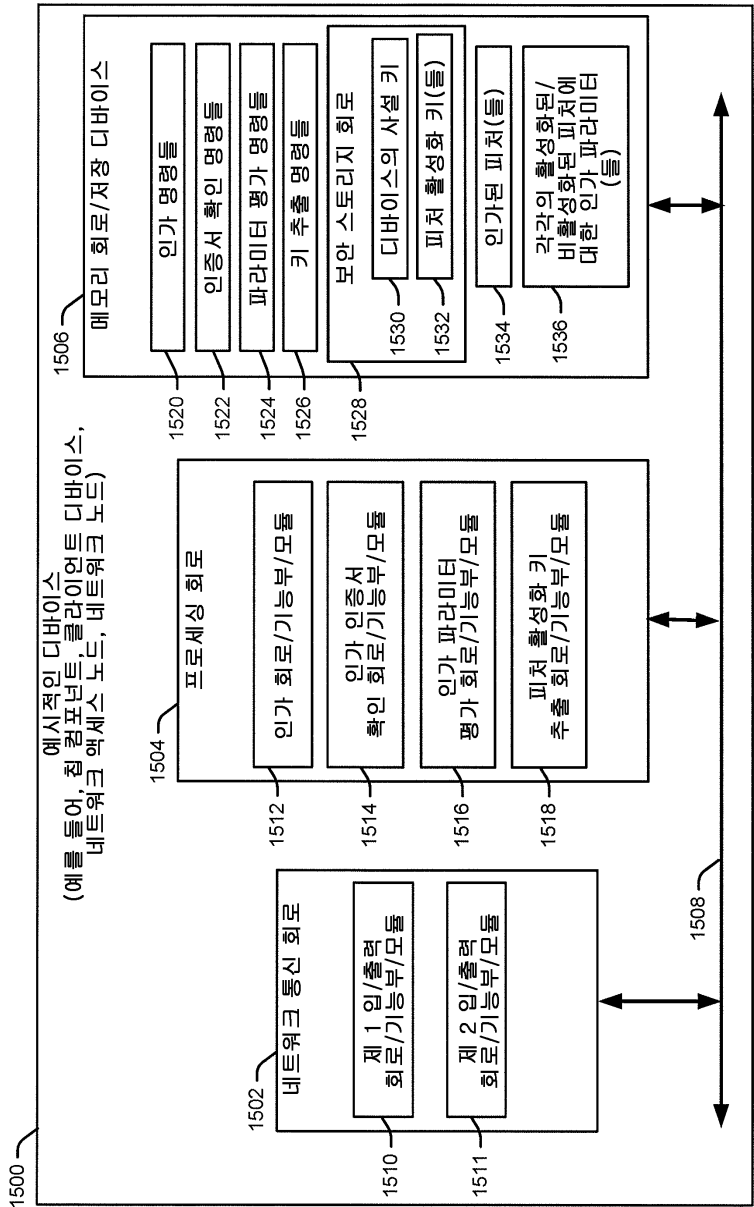 1500
예시적인 디바이스
(예를 들어, 칩 컴포넌트, 클라이언트 디바이스,
네트워크 액세스 노드, 네트워크 노드)
1502
네트워크 통신 회로
제 1 입/출력
회로/기능부/모듈
1510
제 2 입/출력
회로/기능부/모듈
1511
1504
프로세싱 회로
인가 회로/기능부/모듈
1512
인가 인증서
확인 회로/기능부/모듈
1514
인가 파라미터
평가 회로/기능부/모듈
1516
피처 활성화 키
추출 회로/기능부/모듈
1518
1506
메모리 회로/저장 디바이스
인가 명령들
1520
인증서 확인 명령들
1522
파라미터 평가 명령들
1524
키 추출 명령들
1526
보안 스토리지 회로
1528
디바이스의 사설 키
1530
피처 활성화 키(들)
1532
인가된 피처(들)
1534
각각의 활성화된/
비활성화된 피처에
대한 인가 파라미터
(들)
1536
1508